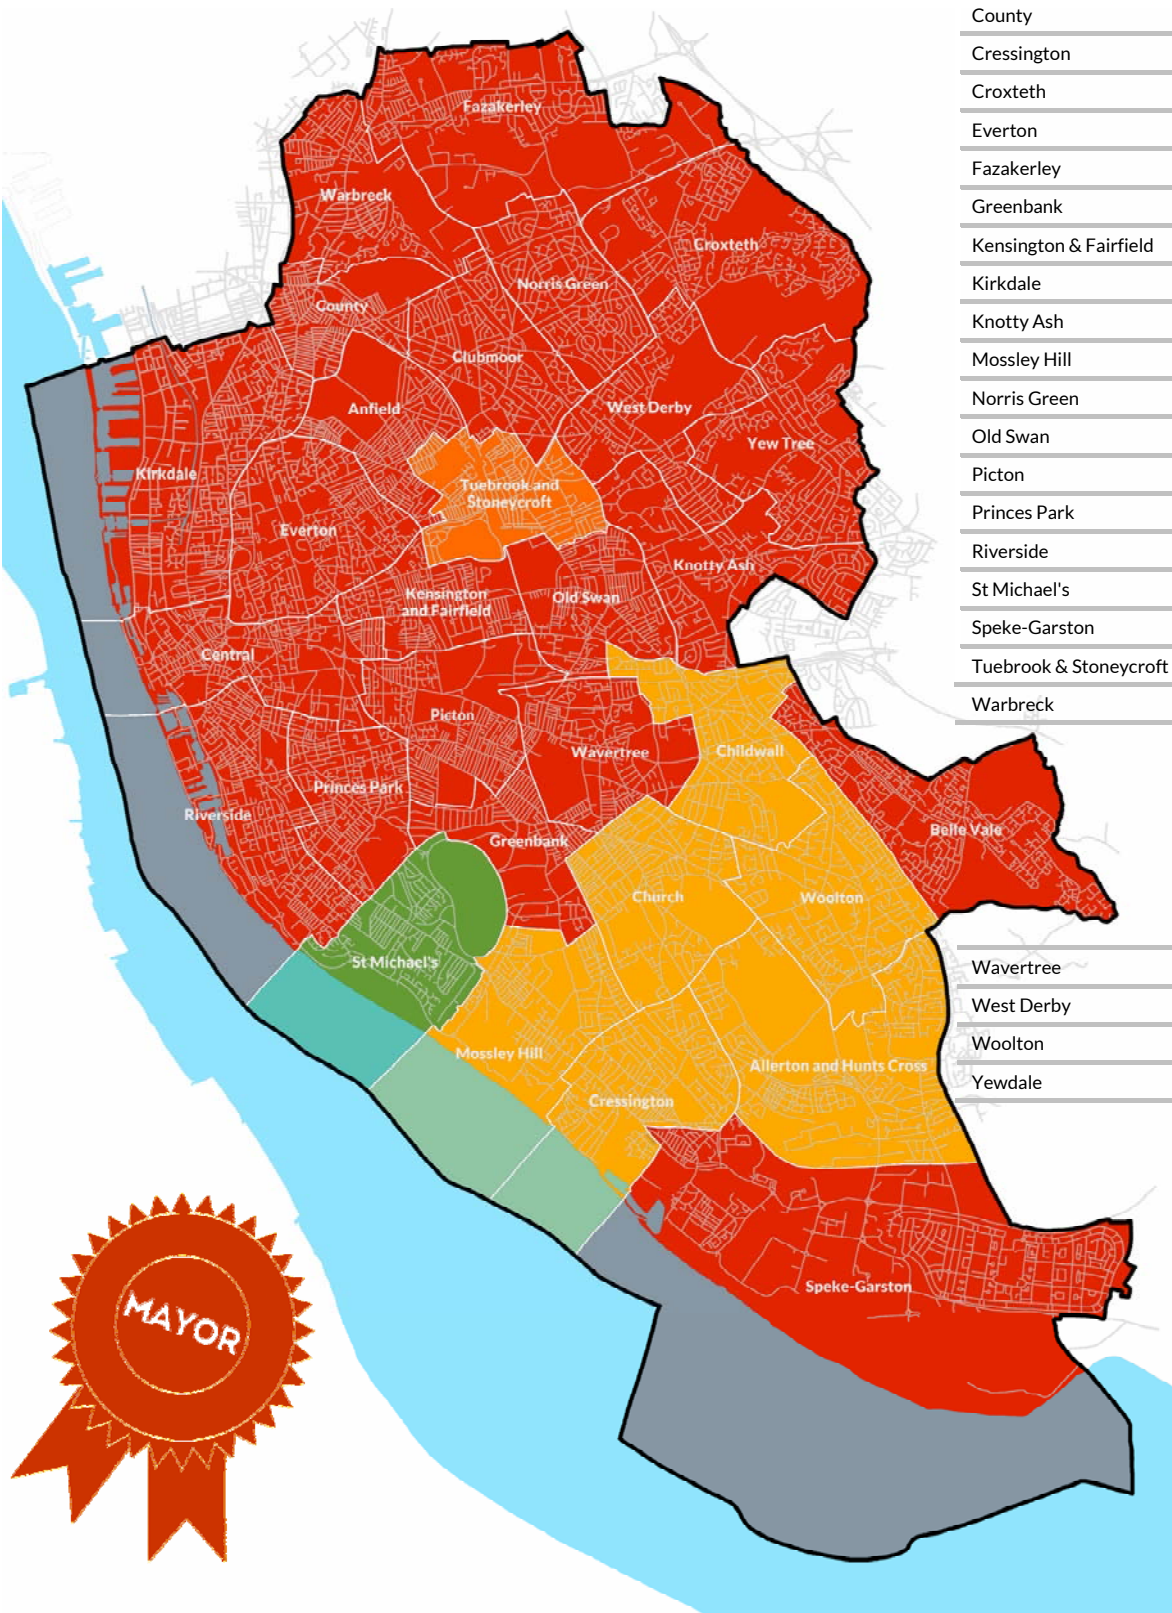 County
Cressington
Croxteth
Everton
Fazakerley
Greenbank
Kensington & Fairfield
Kirkdale
Knotty Ash
Mossley Hill
Norris Green
Old Swan
Picton
Princes Park
Riverside
St Michael's
Speke-Garston
Tuebrook & Stoneycroft
Warbreck
Wavertree
West Derby
Woolton
Yewdale
Fazakerley
Warbreck
Croxteth
Norris Green
County
Clubmoor
Anfield
West Derby
Yew Tree
Kirkdale
Tuebrook and
Stoneycroft
Everton
Knotty Ash
Kensington
and Fairfield
Old Swan
Central
Picton
Wavertree
Childwall
Princes Park
Riverside
Belle Vale
Greenbank
Church
Woolton
St Michael's
Mossley Hill
Allerton and Hunts Cross
Cressington
Speke-Garston
MAYOR